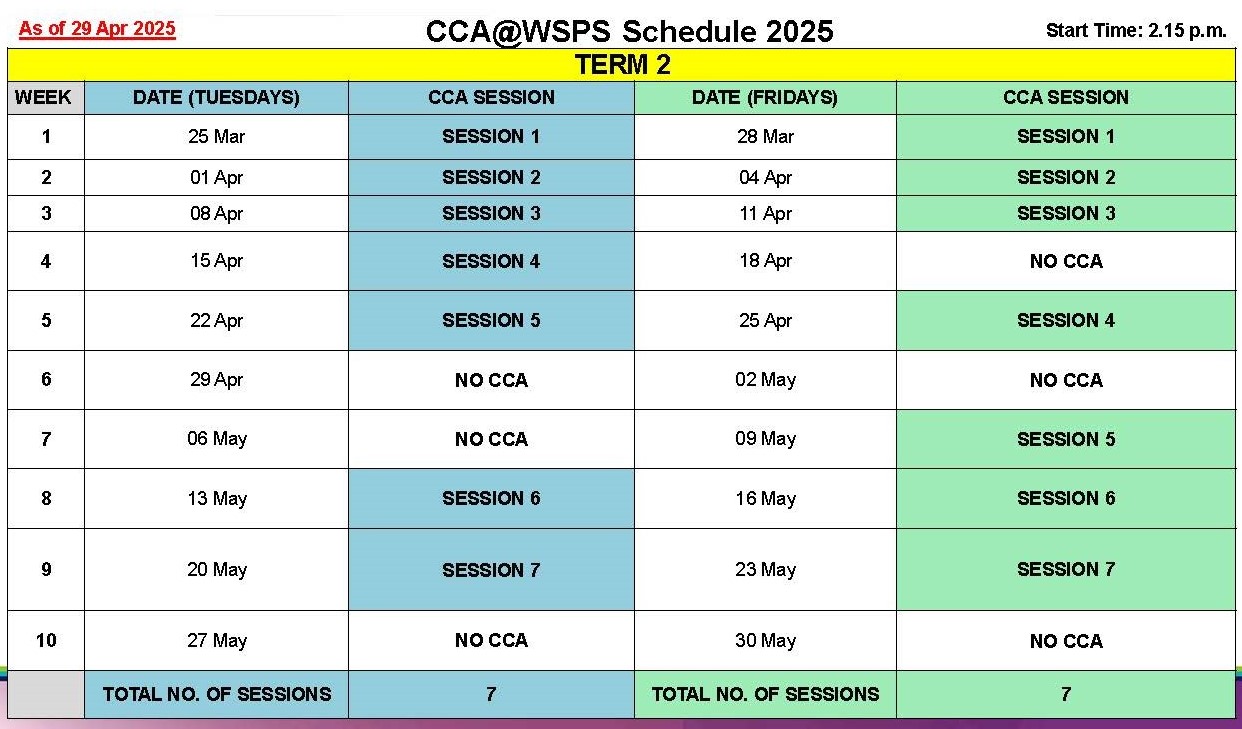 As of 29 Apr 2025
CCA@WSPS Schedule 2025
Start Time: 2.15 p.m.
TERM 2
WEEK DATE (TUESDAYS) CCA SESSION DATE (FRIDAYS) CCA SESSION
1 25 Mar SESSION 1 28 Mar SESSION 1
2 01 Apr SESSION 2 04 Apr SESSION 2
3 08 Apr SESSION 3 11 Apr SESSION 3
4 15 Apr SESSION 4 18 Apr NO CCA
5 22 Apr SESSION 5 25 Apr SESSION 4
6 29 Apr NO CCA 02 May NO CCA
7 06 May NO CCA 09 May SESSION 5
8 13 May SESSION 6 16 May SESSION 6
9 20 May SESSION 7 23 May SESSION 7
10 27 May NO CCA 30 May NO CCA
TOTAL NO. OF SESSIONS 7 TOTAL NO. OF SESSIONS 7